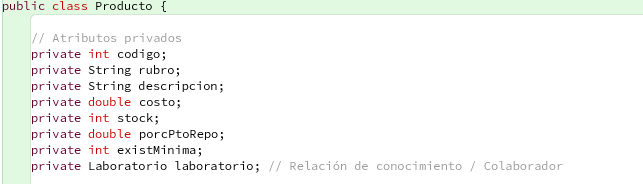 public class Producto {
// Atributos privados
private int codigo;
private String rubro;
private String descripcion;
private double costo;
private int stock;
private double porcPtoRepo;
private int existMinima;
private Laboratorio laboratorio; // Relación de conocimiento / Colaborador